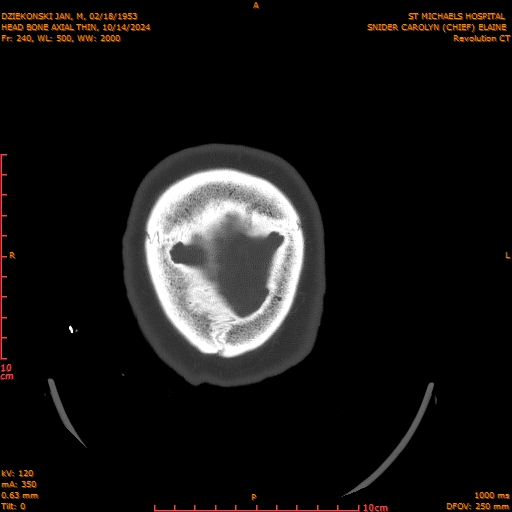 A
DZIEKONSKI JAN, M, 02/18/1953
HEAD BONE AXIAL THIN, 10/14/2024
Fr: 240, WL: 500, WW: 2000
ST MICHAELS HOSPITAL
SNIDER CAROLYN (CHIEF) ELAINE
Revolution CT
R
L
10
cm
kV: 120
mA: 350
0.63 mm
Tilt: 0
P
10cm
1000 ms
DFOV: 250 mm